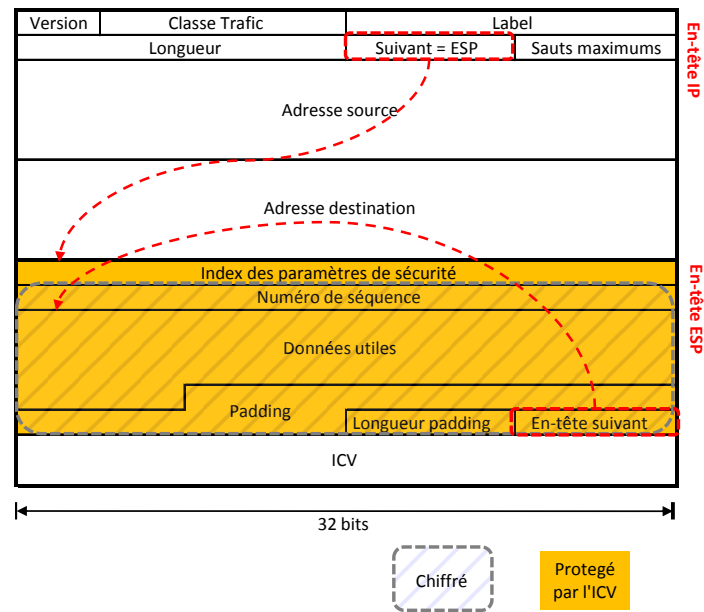 Version Classe Trafic Label
Longueur Suivant = ESP Sauts maximums
En-tête IP
Adresse source
Adresse destination
Index des paramètres de sécurité
Numéro de séquence
En-tête ESP
Données utiles
Padding Longueur padding En-tête suivant
ICV
32 bits
Chiffré
Protegé
par l'ICV